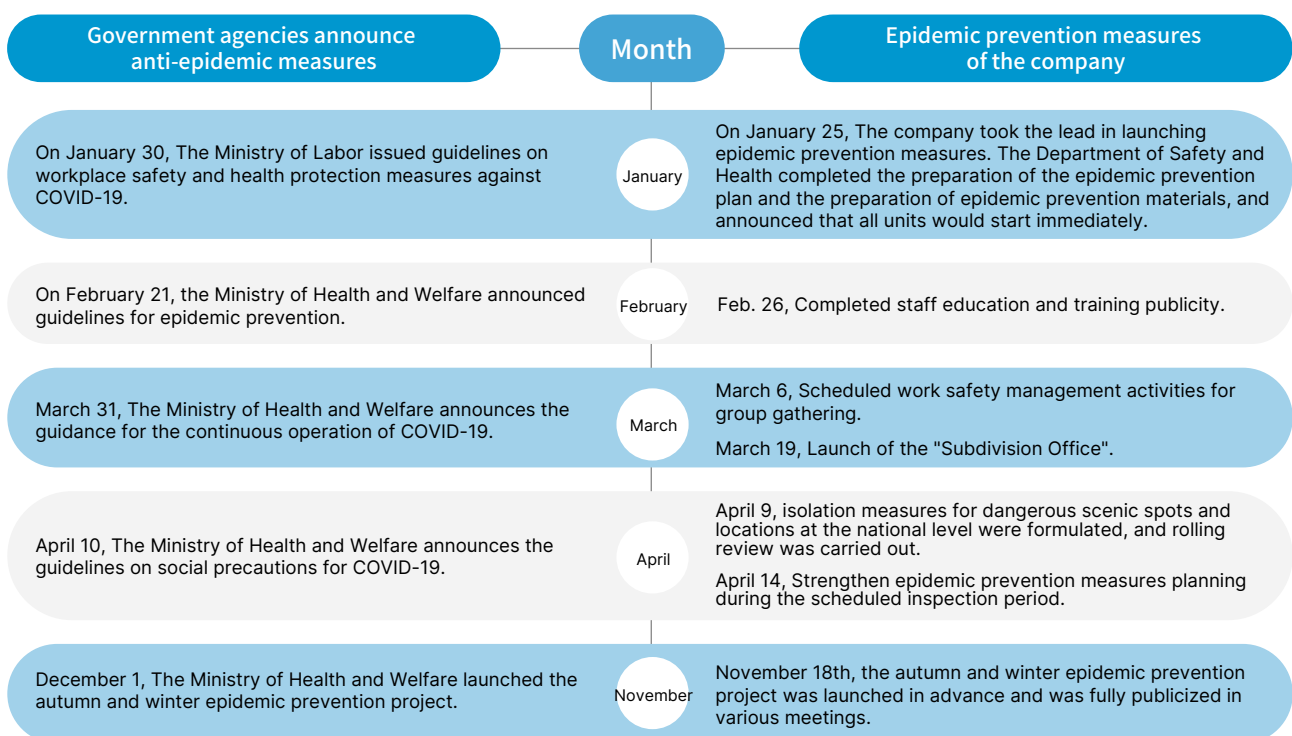 Government agencies announce
anti-epidemic measures
Month
Epidemic prevention measures
of the company
On January 30, The Ministry of Labor issued guidelines on
workplace safety and health protection measures against
COVID-19.
January
On January 25, The company took the lead in launching
epidemic prevention measures. The Department of Safety and
Health completed the preparation of the epidemic prevention
plan and the preparation of epidemic prevention materials, and
announced that all units would start immediately.
On February 21, the Ministry of Health and Welfare announced
guidelines for epidemic prevention.
February
Feb. 26, Completed staff education and training publicity.
March 31, The Ministry of Health and Welfare announces the
guidance for the continuous operation of COVID-19.
March
March 6, Scheduled work safety management activities for
group gathering.
March 19, Launch of the "Subdivision Office".
April 10, The Ministry of Health and Welfare announces the
guidelines on social precautions for COVID-19.
April
April 9, isolation measures for dangerous scenic spots and
locations at the national level were formulated, and rolling
review was carried out.
April 14, Strengthen epidemic prevention measures planning
during the scheduled inspection period.
December 1, The Ministry of Health and Welfare launched the
autumn and winter epidemic prevention project.
November
November 18th, the autumn and winter epidemic prevention
project was launched in advance and was fully publicized in
various meetings.